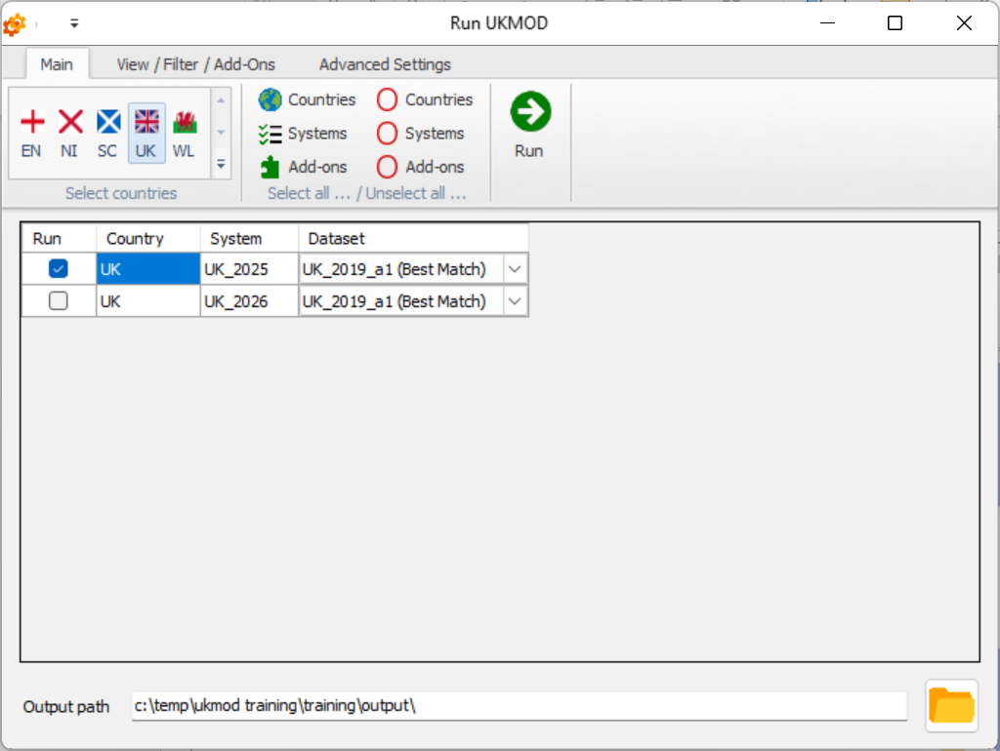 Run UKMOD
Main View / Filter / Add-Ons Advanced Settings
EN NI SC UK WL
Select countries
Countries Countries
Systems Systems
Add-ons Add-ons
Select all ... / Unselect all ...
Run
Run Country System Dataset
UK UK_2025 UK_2019_a1 (Best Match)
UK UK_2026 UK_2019_a1 (Best Match)
Output path c:\temp\ukmod training\training\output\